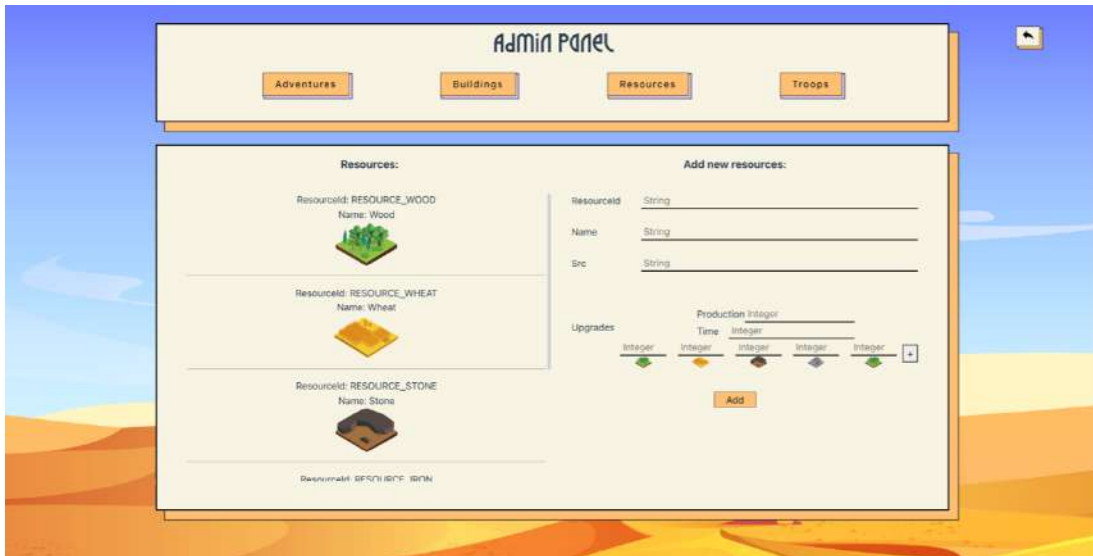 Admin Panel
Adventures
Buildings
Resources
Troops
Resources:
ResourceId: RESOURCE_WOOD
Name: Wood
ResourceId: RESOURCE_WHEAT
Name: Wheat
ResourceId: RESOURCE_STONE
Name: Stone
ResourceId: RESOURCE_IRON
Add new resources:
ResourceId String
Name String
Src String
Upgrades
Production Integer
Time Integer
Integer Integer Integer Integer Integer +
Add